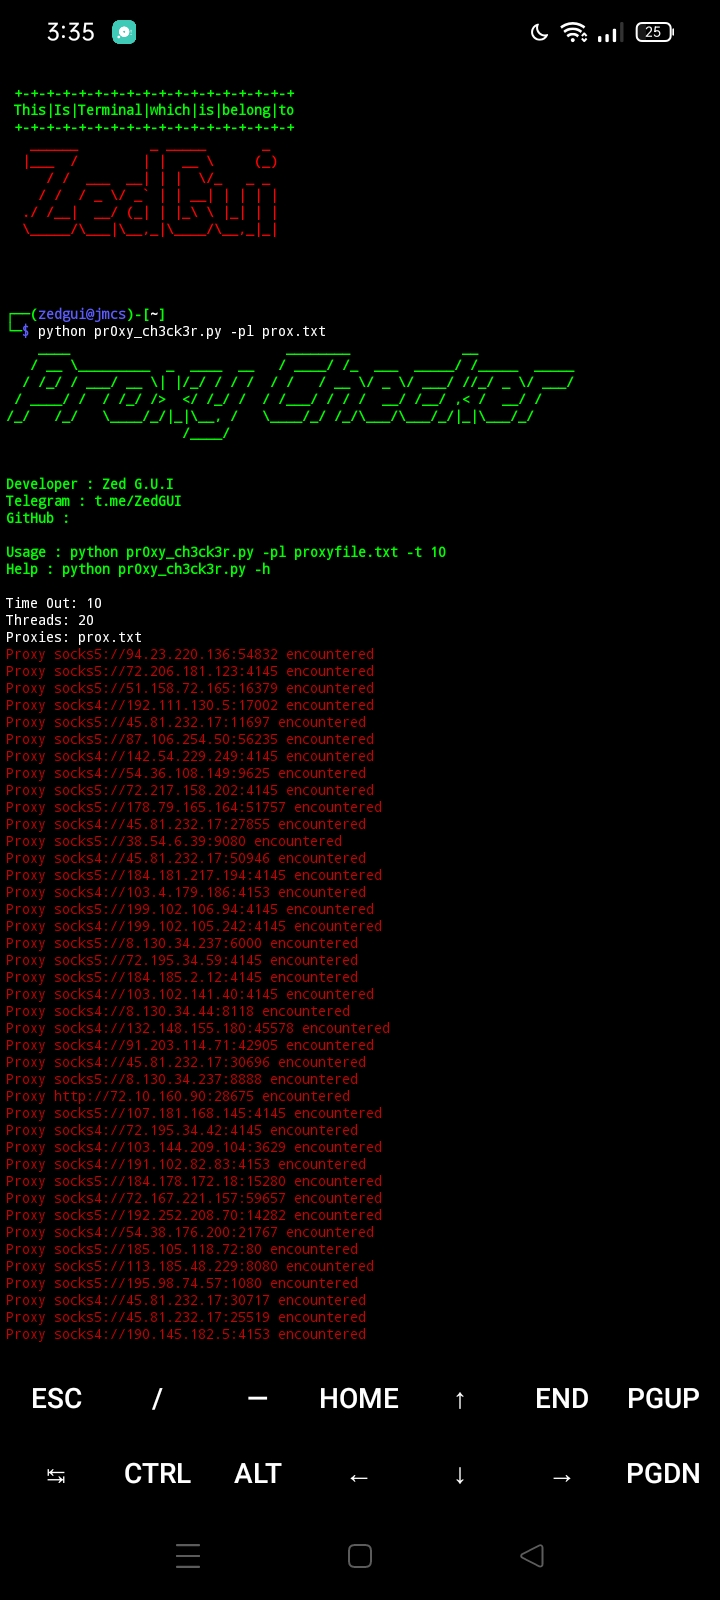 3:35
25
+-+-+-+-+-+-+-+-+-+-+-+-+-+-+-+-+-+
This|Is|Terminal|which|is|belong|to
+-+-+-+-+-+-+-+-+-+-+-+-+-+-+-+-+-+
ZedGui
┌──(zedgui@jmcs)-[~]
└─$ python pr0xy_ch3ck3r.py -pl prox.txt
Proxy Checker
Developer : Zed G.U.I
Telegram : t.me/ZedGUI
GitHub :
Usage : python pr0xy_ch3ck3r.py -pl proxyfile.txt -t 10
Help : python pr0xy_ch3ck3r.py -h
Time Out: 10
Threads: 20
Proxies: prox.txt
Proxy socks5://94.23.220.136:54832 encountered
Proxy socks5://72.206.181.123:4145 encountered
Proxy socks5://51.158.72.165:16379 encountered
Proxy socks4://192.111.130.5:17002 encountered
Proxy socks5://45.81.232.17:11697 encountered
Proxy socks5://87.106.254.50:56235 encountered
Proxy socks4://142.54.229.249:4145 encountered
Proxy socks4://54.36.108.149:9625 encountered
Proxy socks5://72.217.158.202:4145 encountered
Proxy socks5://178.79.165.164:51757 encountered
Proxy socks4://45.81.232.17:27855 encountered
Proxy socks5://38.54.6.39:9080 encountered
Proxy socks4://45.81.232.17:50946 encountered
Proxy socks5://184.181.217.194:4145 encountered
Proxy socks4://103.4.179.186:4153 encountered
Proxy socks5://199.102.106.94:4145 encountered
Proxy socks4://199.102.105.242:4145 encountered
Proxy socks5://8.130.34.237:6000 encountered
Proxy socks5://72.195.34.59:4145 encountered
Proxy socks5://184.185.2.12:4145 encountered
Proxy socks4://103.102.141.40:4145 encountered
Proxy socks4://8.130.34.44:8118 encountered
Proxy socks4://132.148.155.180:45578 encountered
Proxy socks4://91.203.114.71:42905 encountered
Proxy socks4://45.81.232.17:30696 encountered
Proxy socks5://8.130.34.237:8888 encountered
Proxy http://72.10.160.90:28675 encountered
Proxy socks5://107.181.168.145:4145 encountered
Proxy socks4://72.195.34.42:4145 encountered
Proxy socks4://103.144.209.104:3629 encountered
Proxy socks4://191.102.82.83:4153 encountered
Proxy socks5://184.178.172.18:15280 encountered
Proxy socks4://72.167.221.157:59657 encountered
Proxy socks5://192.252.208.70:14282 encountered
Proxy socks4://54.38.176.200:21767 encountered
Proxy socks5://185.105.118.72:80 encountered
Proxy socks5://113.185.48.229:8080 encountered
Proxy socks5://195.98.74.57:1080 encountered
Proxy socks4://45.81.232.17:30717 encountered
Proxy socks5://45.81.232.17:25519 encountered
Proxy socks4://190.145.182.5:4153 encountered
ESC / — HOME ↑ END PGUP
↹ CTRL ALT ← ↓ → PGDN